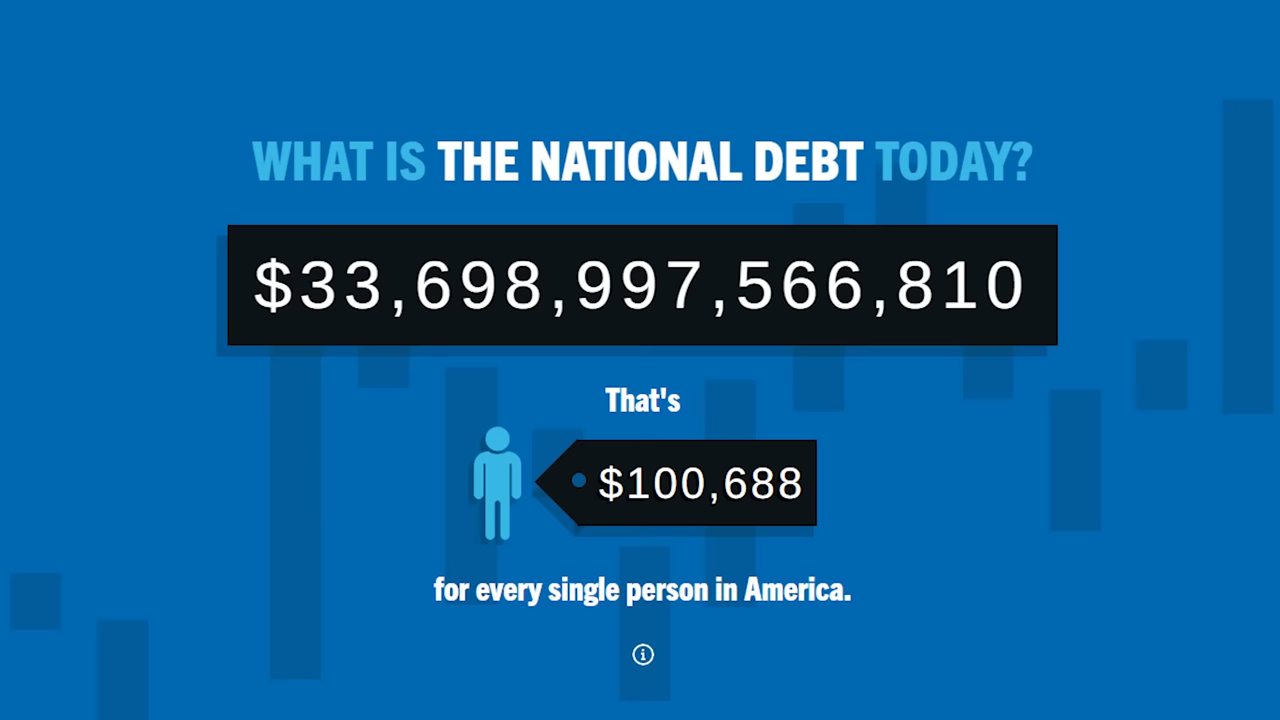 WHAT IS THE NATIONAL DEBT TODAY?
$33,698,997,566,810
That's
$100,688
for every single person in America.